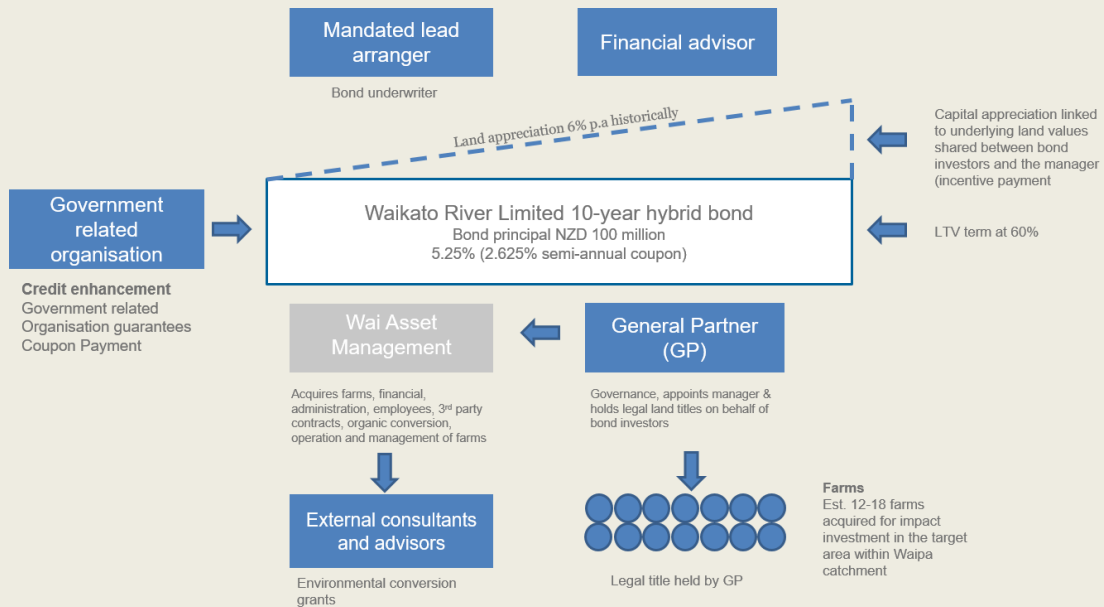 Mandated lead
arranger
Financial advisor
Bond underwriter
Land appreciation 6% p.a historically
Capital appreciation linked
to underlying land values
shared between bond
investors and the manager
(incentive payment
Government
related
organisation
Waikato River Limited 10-year hybrid bond
Bond principal NZD 100 million
5.25% (2.625% semi-annual coupon)
LTV term at 60%
Credit enhancement
Government related
Organisation guarantees
Coupon Payment
Wai Asset
Management
General Partner
(GP)
Acquires farms, financial,
administration, employees, 3rd party
contracts, organic conversion,
operation and management of farms
Governance, appoints manager &
holds legal land titles on behalf of
bond investors
External consultants
and advisors
Farms
Est. 12-18 farms
acquired for impact
investment in the target
area within Waipa
catchment
Environmental conversion
grants
Legal title held by GP